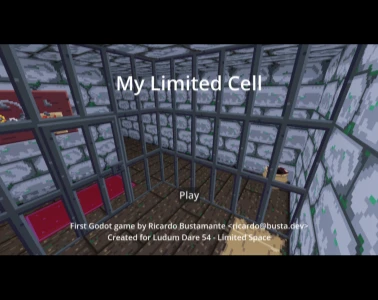 My Limited Cell
Play
First Godot game by Ricardo Bustamante <ricardo@busta.dev>
Created for Ludum Dare 54 - Limited Space